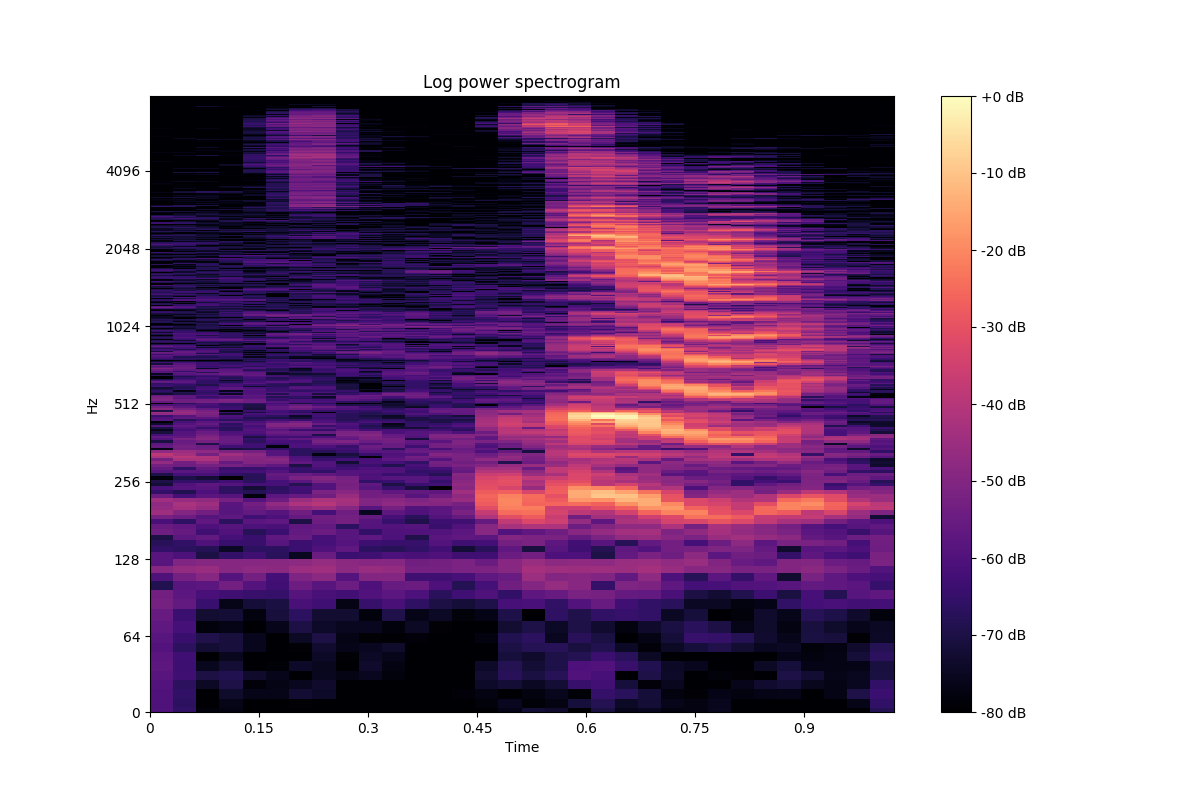 Log power spectrogram
+0 dB
4096
-10 dB
2048
-20 dB
1024
-30 dB
Hz
512
-40 dB
256
-50 dB
128
-60 dB
64
-70 dB
0
-80 dB
0 0.15 0.3 0.45 0.6 0.75 0.9
Time